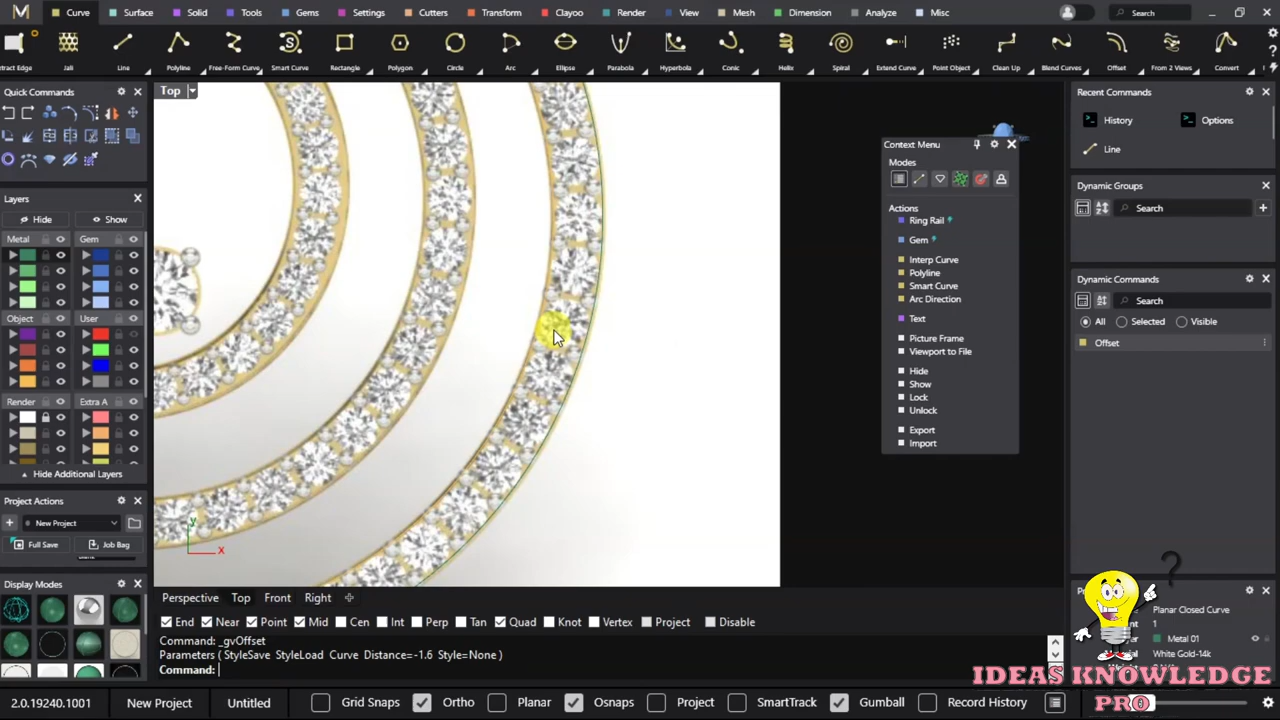 Curve Surface Solid Tools Gems Settings Cutters Transform Clayoo Render View Mesh Dimension Analyze Misc Search
tract Edge Jali Line Polyline Free-Form Curve Smart Curve Rectangle Polygon Circle Arc Ellipse Parabola Hyperbola Conic Helix Spiral Extend Curve Point Object Clean Up Blend Curves Offset From 2 Views Convert
Quick Commands
Top
Recent Commands
History Options
Line
Context Menu
Modes
Actions
Ring Rail
Gem
Interp Curve
Polyline
Smart Curve
Arc Direction
Text
Picture Frame
Viewport to File
Hide
Show
Lock
Unlock
Export
Import
Dynamic Groups
Search
Dynamic Commands
Search
All Selected Visible
Offset
Layers
Hide Show
Metal Gem
Object User
Render Extra A
Hide Additional Layers
Project Actions
New Project
Full Save Job Bag
Display Modes
y
x
Perspective Top Front Right
End Near Point Mid Cen Int Perp Tan Quad Knot Vertex Project Disable
Command: _gvOffset
Parameters ( StyleSave StyleLoad Curve Distance=-1.6 Style=None )
Command:
Planar Closed Curve
1
Metal 01
White Gold-14k
?
IDEAS KNOWLEDGE
PRO
2.0.19240.1001 New Project Untitled Grid Snaps Ortho Planar Osnaps Project SmartTrack Gumball Record History